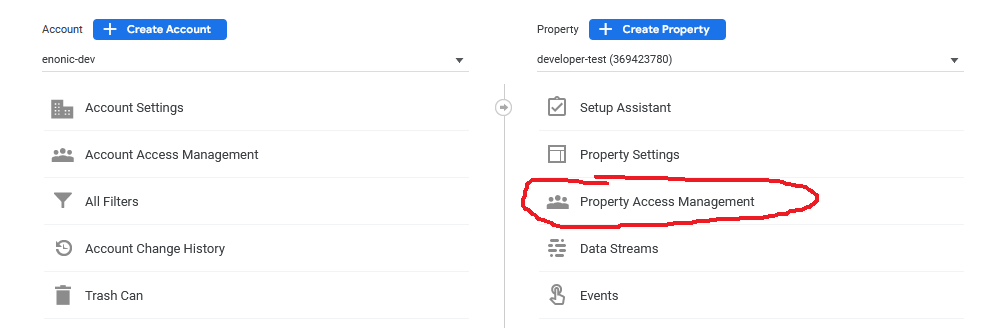 Account
Create Account
enonic-dev
Account Settings
Account Access Management
All Filters
Account Change History
Trash Can
Property
Create Property
developer-test (369423780)
Setup Assistant
Property Settings
Property Access Management
Data Streams
Events